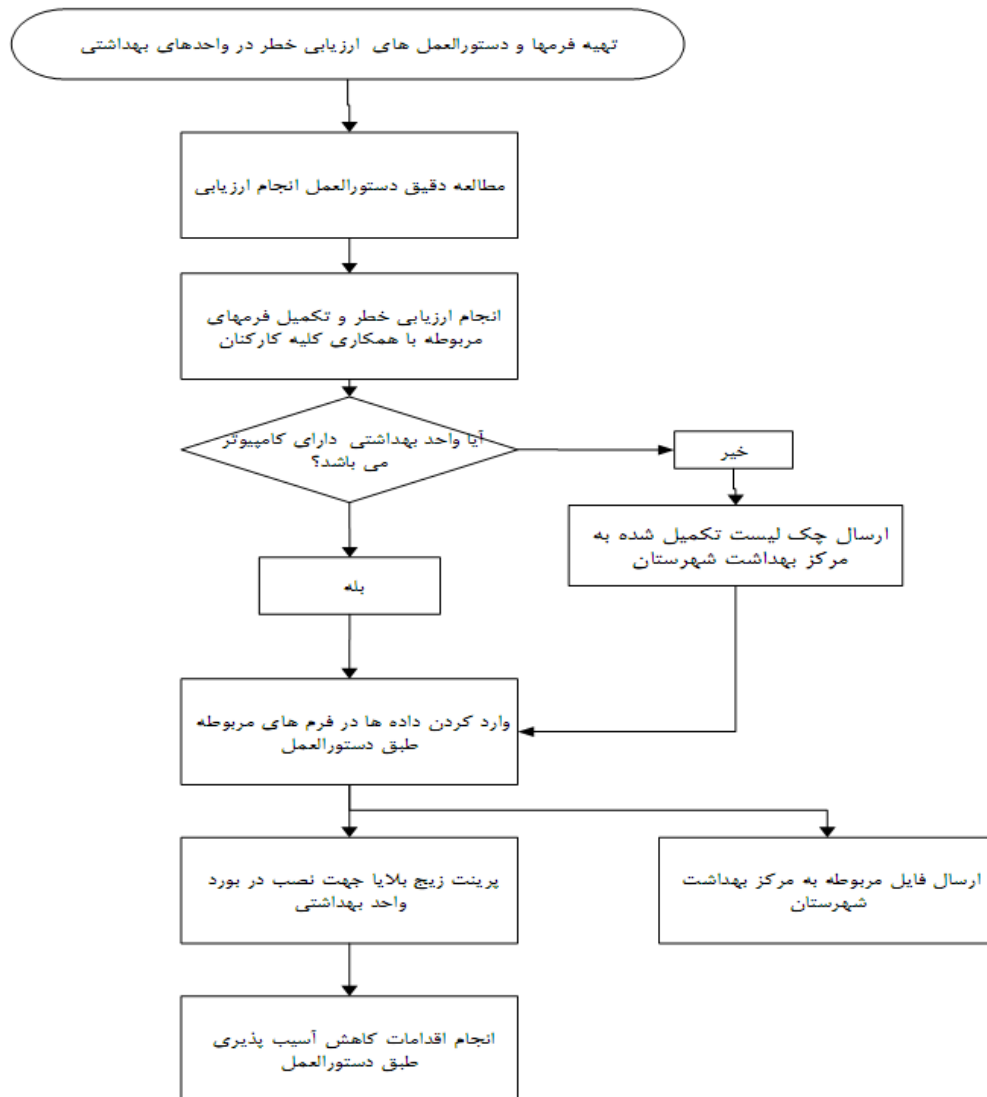 تهیه فرمها و دستورالعمل های ارزیابی خطر در واحدهای بهداشتی
مطالعه دقیق دستورالعمل انجام ارزیابی
انجام ارزیابی خطر و تکمیل فرمهای
مربوطه با همکاری کلیه کارکنان
آیا واحد بهداشتی دارای کامپیوتر
می باشد؟
خیر
ارسال چک لیست تکمیل شده به
مرکز بهداشت شهرستان
بله
وارد کردن داده ها در فرم های مربوطه
طبق دستورالعمل
پرینت زیج بلایا جهت نصب در بورد
واحد بهداشتی
ارسال فایل مربوطه به مرکز بهداشت
شهرستان
انجام اقدامات کاهش آسیب پذیری
طبق دستورالعمل